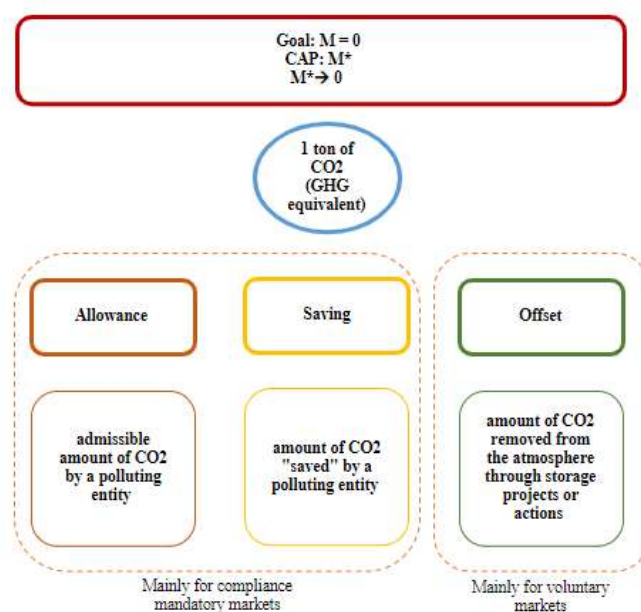 Goal: M = 0
CAP: M*
M*→ 0
1 ton of
CO2
(GHG
equivalent)
Allowance
Saving
Offset
admissible
amount of CO2
by a polluting
entity
amount of CO2
"saved" by a
polluting entity
amount of CO2
removed from
the atmosphere
through storage
projects or
actions
Mainly for compliance
mandatory markets
Mainly for voluntary
markets